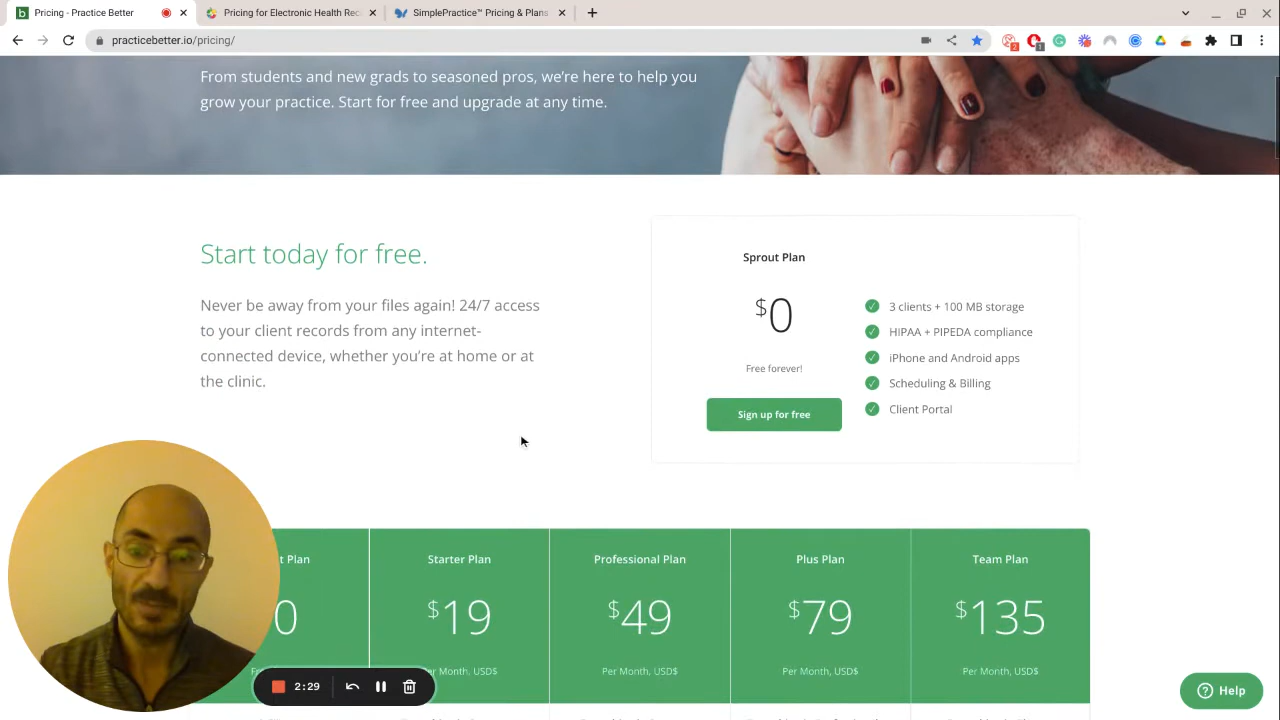 Pricing - Practice Better
Pricing for Electronic Health Rec
SimplePractice™ Pricing & Plans
practicebetter.io/pricing/
2
1
From students and new grads to seasoned pros, we're here to help you
grow your practice. Start for free and upgrade at any time.
Start today for free.
Never be away from your files again! 24/7 access
to your client records from any internet-
connected device, whether you're at home or at
the clinic.
Sprout Plan
$0
Free forever!
Sign up for free
3 clients + 100 MB storage
HIPAA + PIPEDA compliance
iPhone and Android apps
Scheduling & Billing
Client Portal
t Plan
0
Starter Plan
$19
er Month, USD$
Professional Plan
$49
Per Month, USD$
Plus Plan
$79
Per Month, USD$
Team Plan
$135
Per Month, USD$
Help